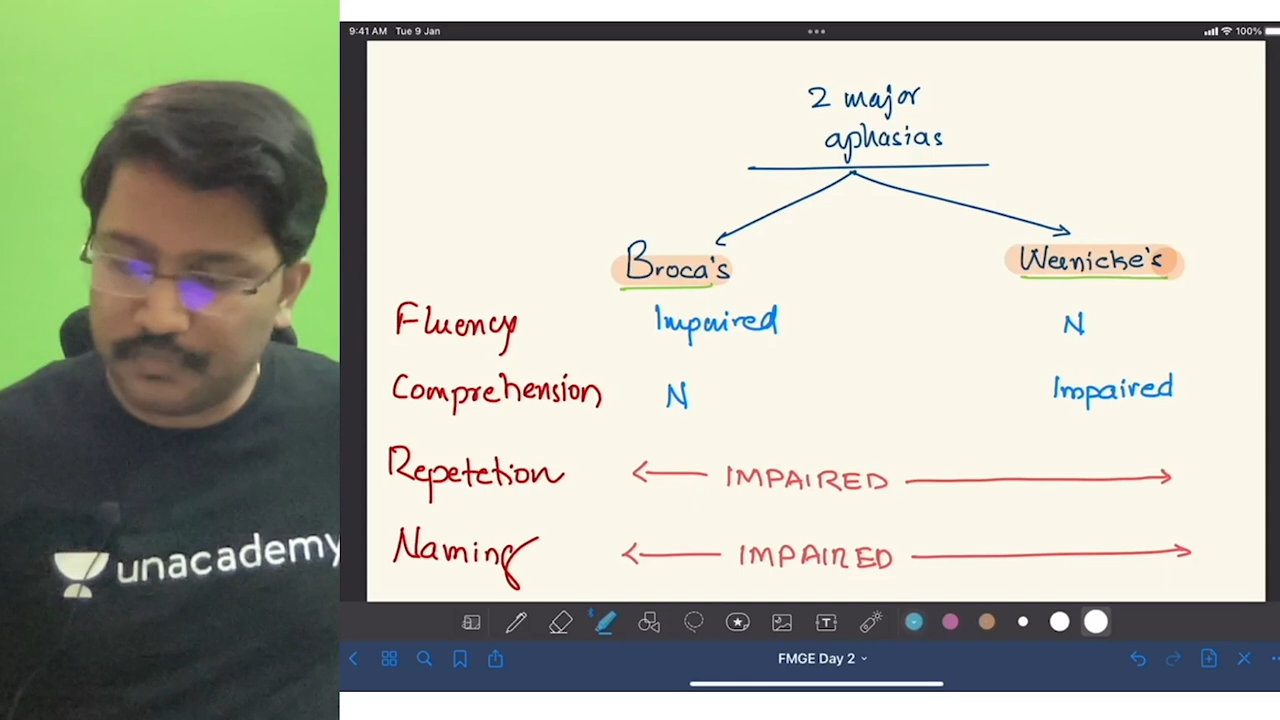 9:41 AM Tue 9 Jan
100%
2 major
aphasias
Broca's
Wernicke's
Fluency Impaired N
Comprehension N Impaired
Repetetion IMPAIRED
Naming IMPAIRED
unacademy
T
FMGE Day 2